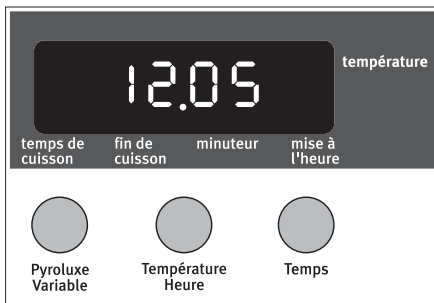 température
12.05
temps de cuisson
fin de cuisson
minuteur
mise à l'heure
Pyroluxe Variable
Température Heure
Temps